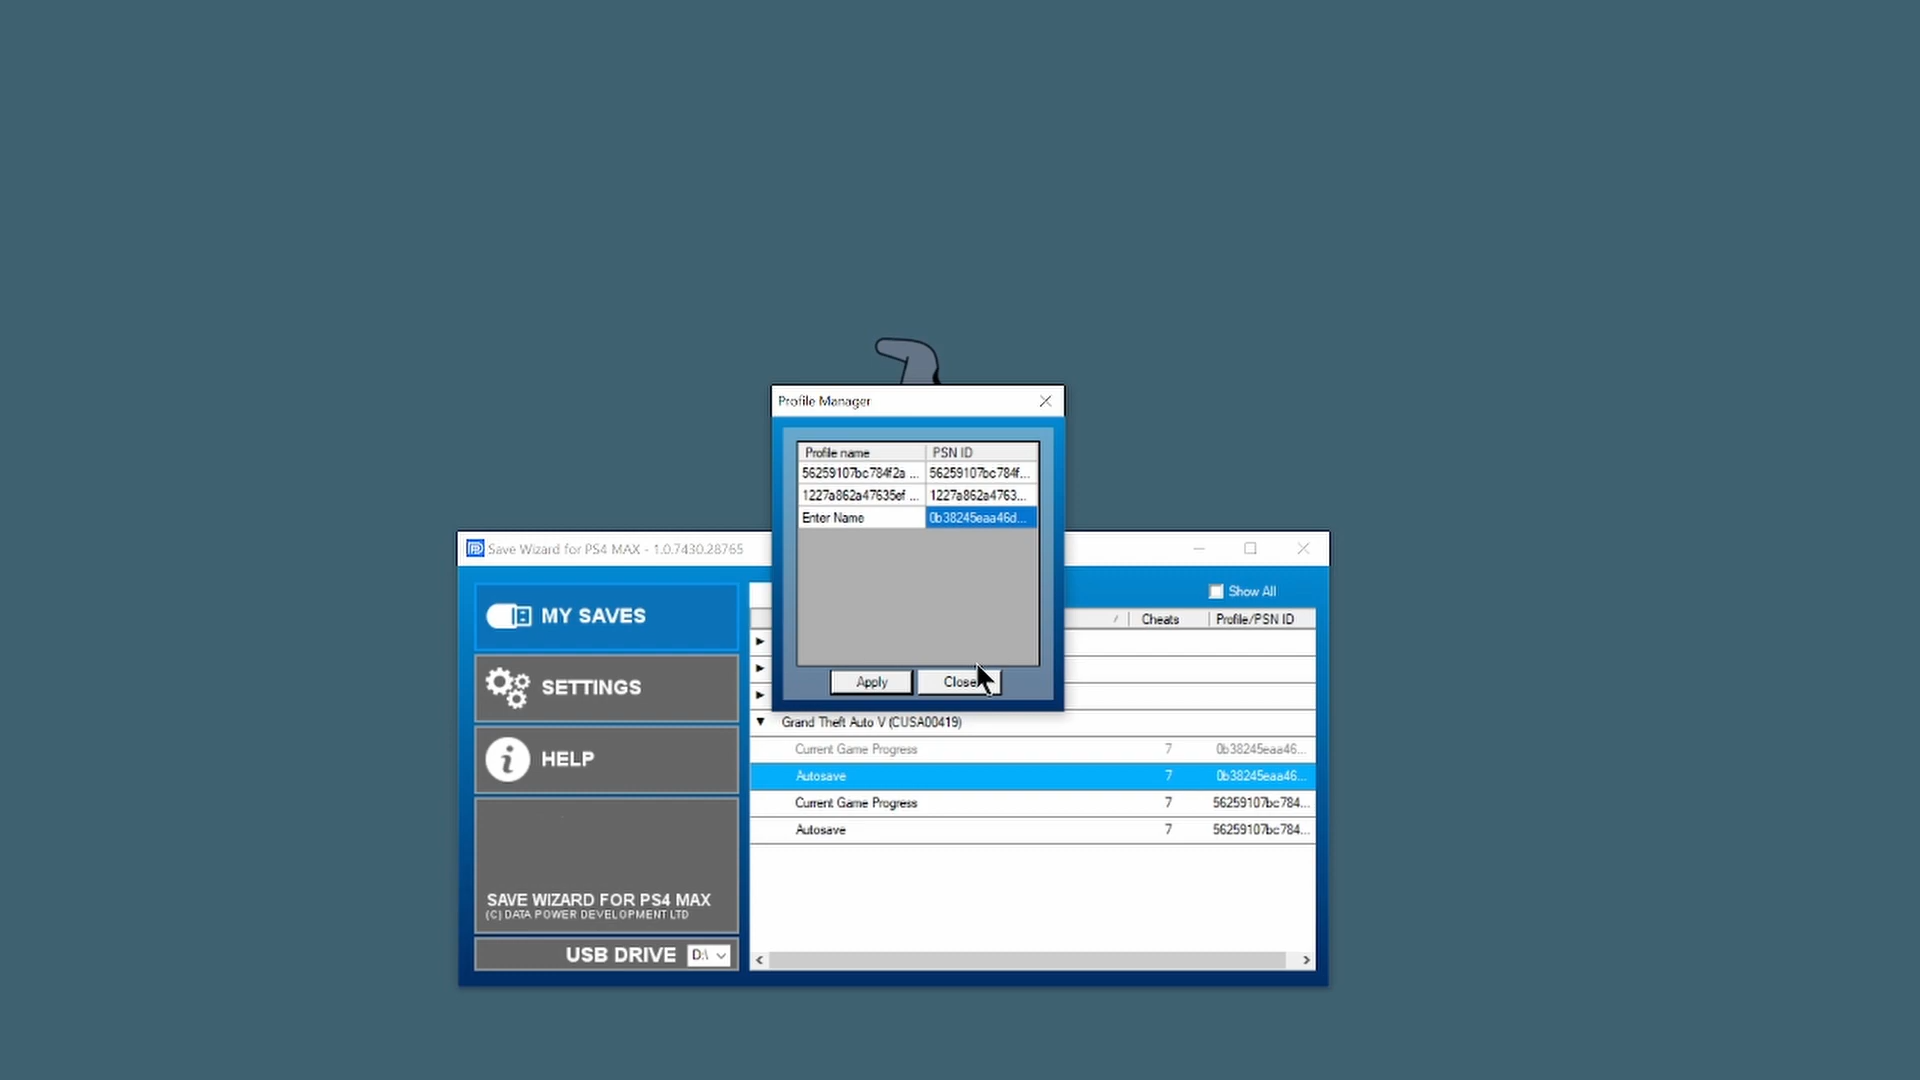 Profile Manager
Profile name PSN ID
56259107bc784f2a ... 56259107bc784f...
1227a862a47635ef ... 1227a862a4763...
Enter Name 0b38245eaa46d...
Apply Close
Save Wizard for PS4 MAX - 1.0.7430.28765
MY SAVES
SETTINGS
HELP
SAVE WIZARD FOR PS4 MAX
(C) DATA POWER DEVELOPMENT LTD
USB DRIVE D:\
Show All
Cheats Profile/PSN ID
Grand Theft Auto V (CUSA00419)
Current Game Progress 7 0b38245eaa46...
Autosave 7 0b38245eaa46...
Current Game Progress 7 56259107bc784...
Autosave 7 56259107bc784...